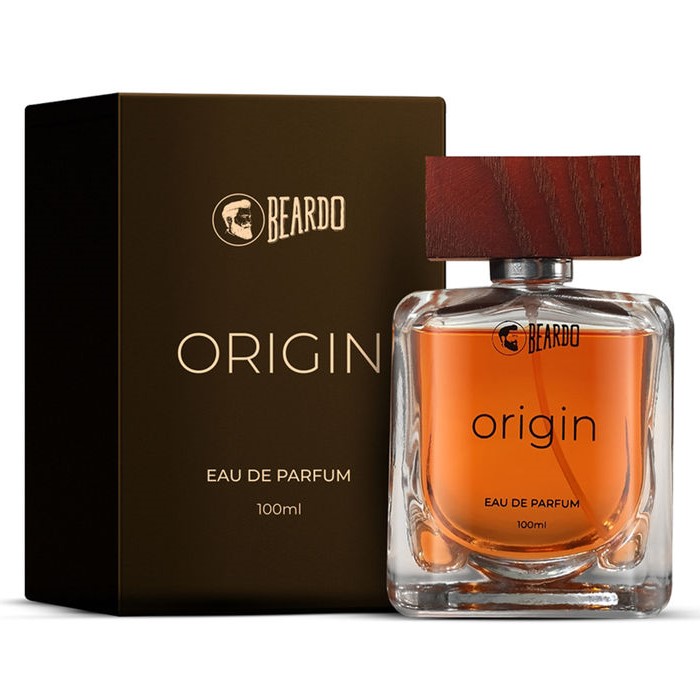 BEARDO
ORIGIN
EAU DE PARFUM
100ml
BEARDO
origin
EAU DE PARFUM
100ml